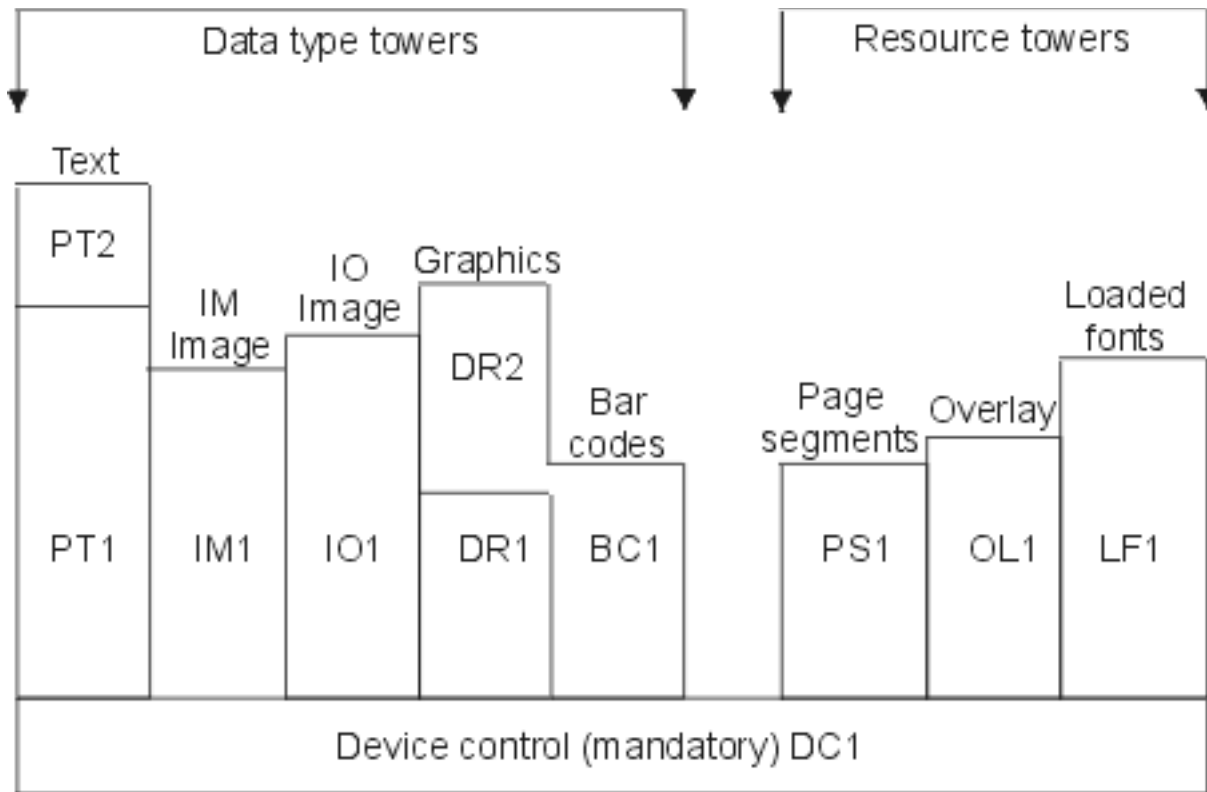 Data type towers
Resource towers
Text
PT2
IM
Image
IO
Image
Graphics
DR2
Bar
codes
Page
segments
Overlay
Loaded
fonts
PT1
IM1
IO1
DR1
BC1
PS1
OL1
LF1
Device control (mandatory) DC1